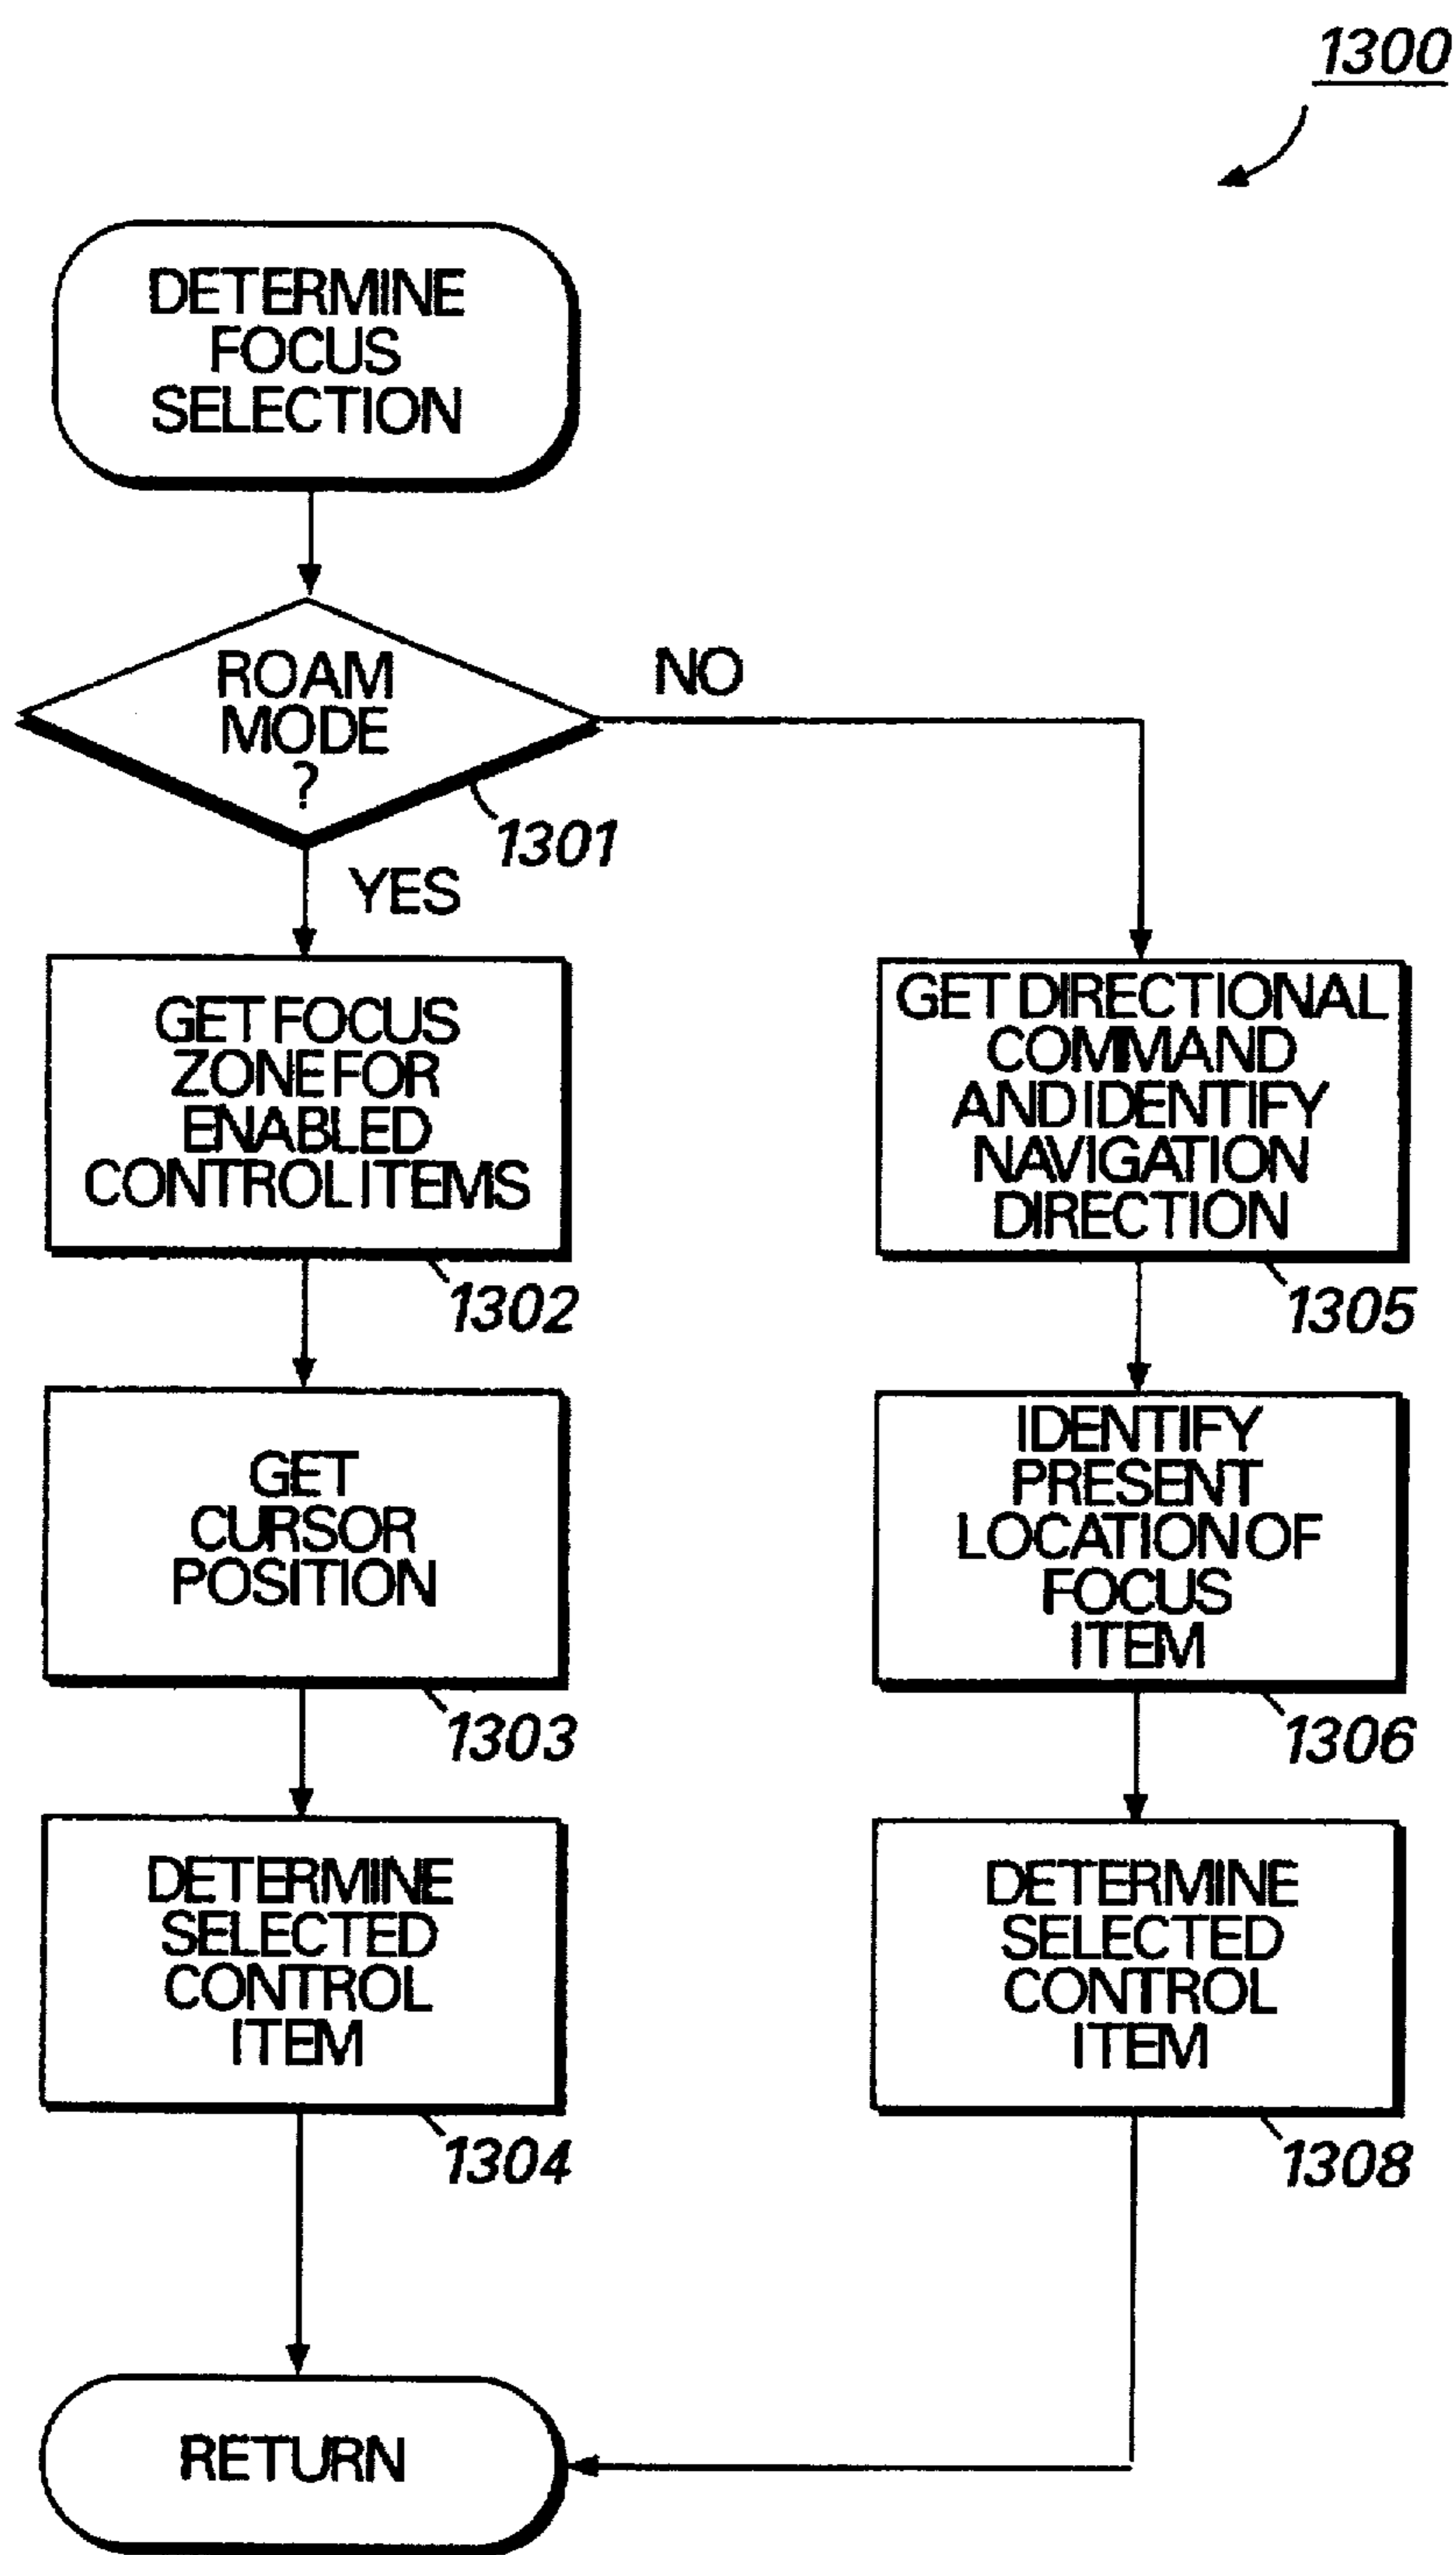 1300
DETERMINE
FOCUS
SELECTION
ROAM
MODE
?
NO
1301
YES
GET FOCUS
ZONE FOR
ENABLED
CONTROL ITEMS
1302
GET DIRECTIONAL
COMMAND
AND IDENTIFY
NAVIGATION
DIRECTION
1305
GET
CURSOR
POSITION
1303
IDENTIFY
PRESENT
LOCATION OF
FOCUS
ITEM
1306
DETERMINE
SELECTED
CONTROL
ITEM
1304
DETERMINE
SELECTED
CONTROL
ITEM
1308
RETURN